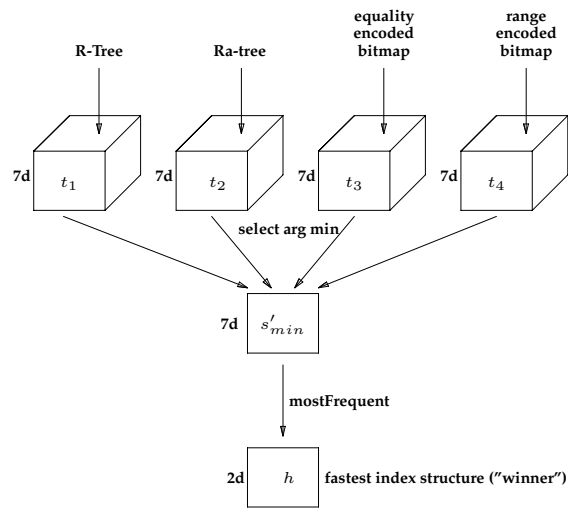 R-Tree
Ra-tree
equality
encoded
bitmap
range
encoded
bitmap
7d t₁
7d t₂
7d t₃
7d t₄
select arg min
7d s′ₘᵢₙ
mostFrequent
2d h fastest index structure (”winner”)